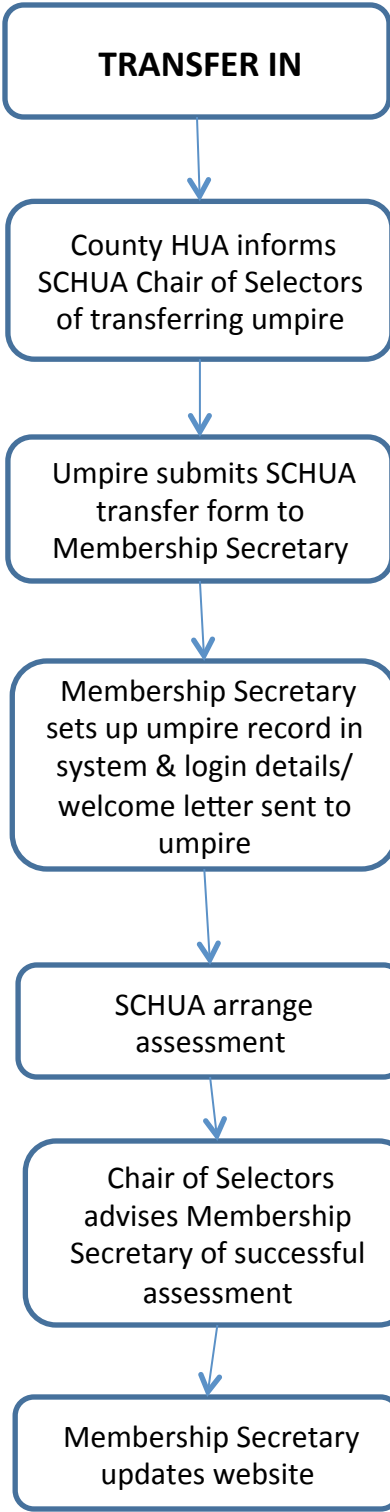 TRANSFER IN
County HUA informs
SCHUA Chair of Selectors
of transferring umpire
Umpire submits SCHUA
transfer form to
Membership Secretary
Membership Secretary
sets up umpire record in
system & login details/
welcome letter sent to
umpire
SCHUA arrange
assessment
Chair of Selectors
advises Membership
Secretary of successful
assessment
Membership Secretary
updates website